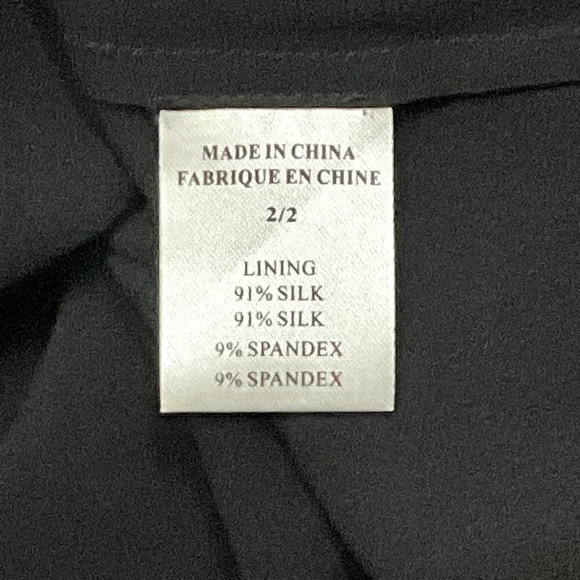 MADE IN CHINA
FABRIQUE EN CHINE
2/2
LINING
91% SILK
91% SILK
9% SPANDEX
9% SPANDEX